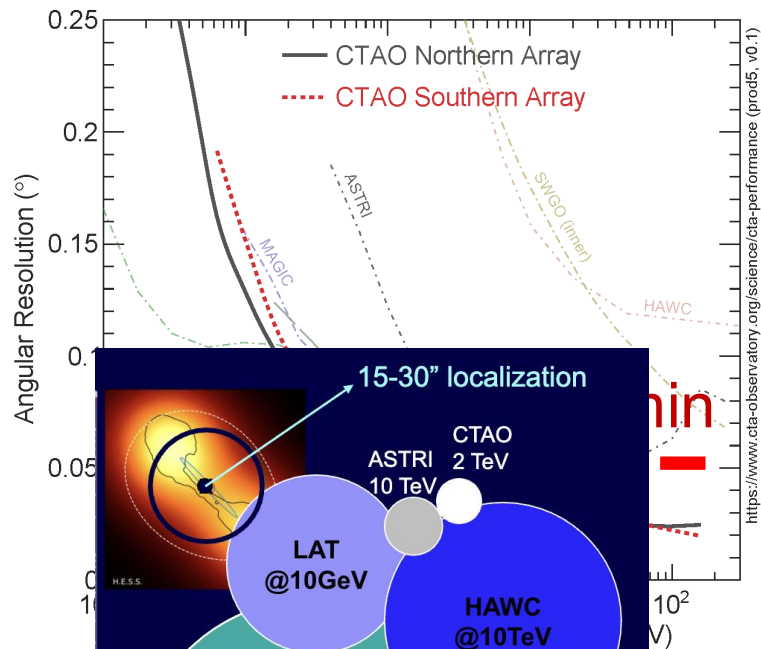 0.25
0.2
0.15
0.1
0.05
0
Angular Resolution (°)
CTAO Northern Array
CTAO Southern Array
ASTRI
MAGIC
SWGO (inner)
HAWC
https://www.cta-observatory.org/science/cta-performance (prod5, v0.1)
15-30” localization
CTAO
2 TeV
ASTRI
10 TeV
LAT
@10GeV
HAWC
@10TeV
H.E.S.S.
10²
V)